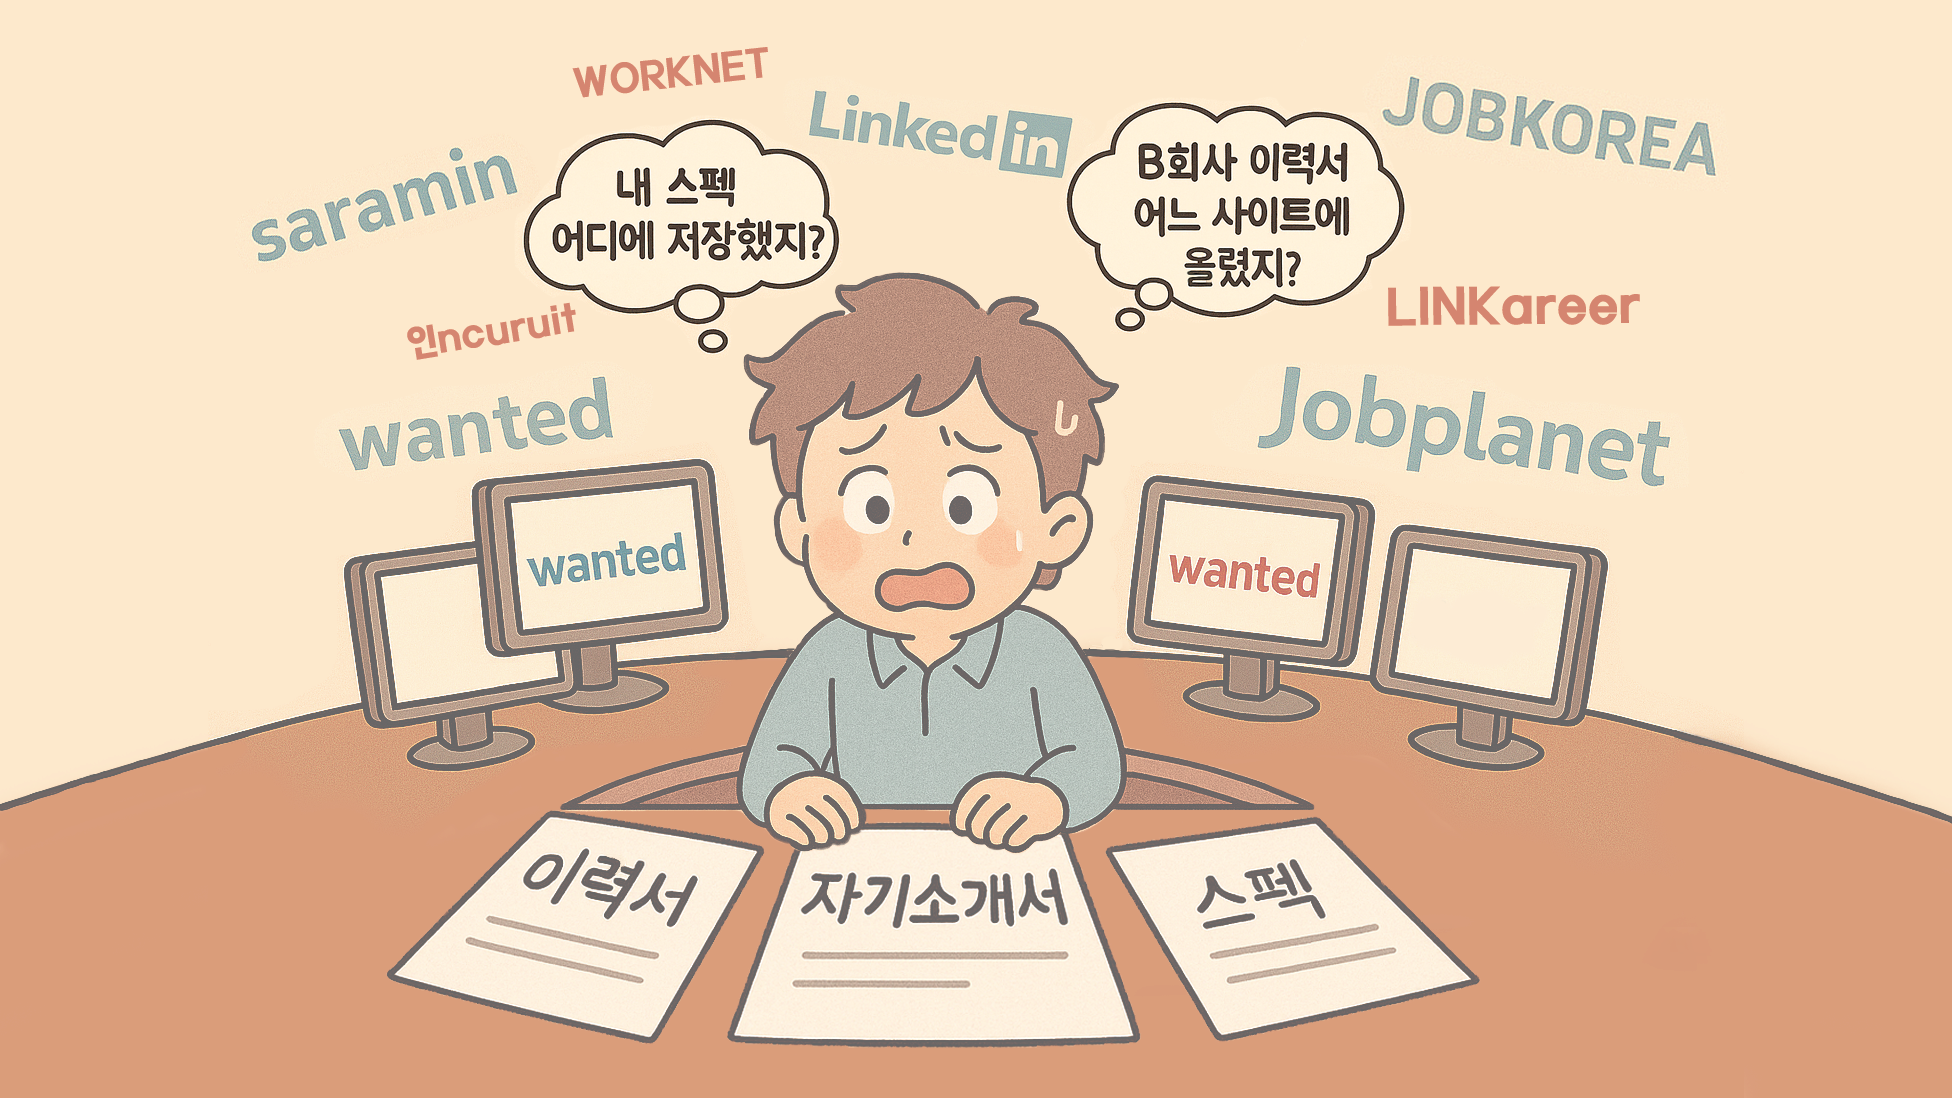 WORKNET
Linked in
JOBKOREA
saramin
내 스펙
어디에 저장했지?
B회사 이력서
어느 사이트에
올렸지?
인ncuruit
LINKareer
wanted
Jobplanet
wanted
wanted
이력서
자기소개서
스펙